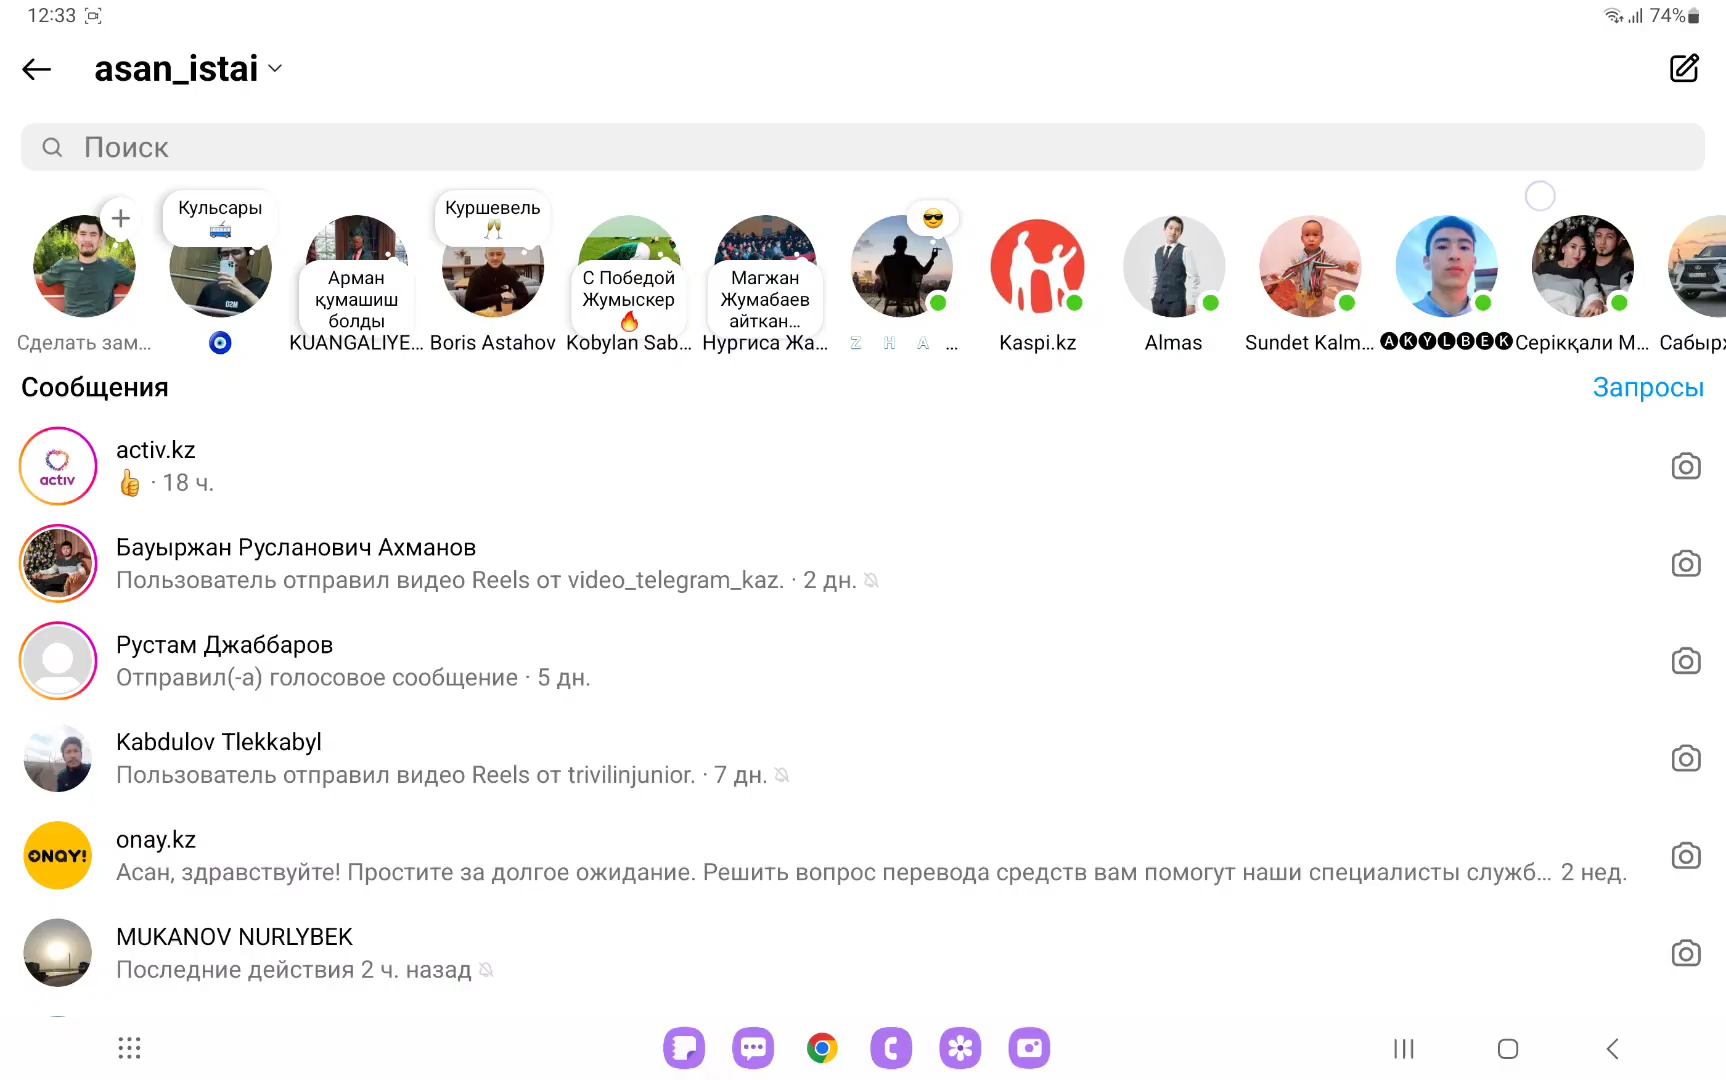 12:33
74%
asan_istai
Поиск
Кульсары
Куршевель
Арман
қумашиш
болды
С Победой
Жумыскер
Магжан
Жумабаев
айткан...
Сделать зам...
KUANGALIYE...
Boris Astahov
Kobylan Sab...
Нургиса Жа...
Z H A ...
Kaspi.kz
Almas
Sundet Kalm...
🅐🅚🅨🅛🅑🅔🅚
Серікқали М...
Сабыр
Сообщения
Запросы
activ
activ.kz
👍 · 18 ч.
Бауыржан Русланович Ахманов
Пользователь отправил видео Reels от video_telegram_kaz. · 2 дн.
Рустам Джаббаров
Отправил(-а) голосовое сообщение · 5 дн.
Kabdulov Tlekkabyl
Пользователь отправил видео Reels от trivilinjunior. · 7 дн.
ONAY!
onay.kz
Асан, здравствуйте! Простите за долгое ожидание. Решить вопрос перевода средств вам помогут наши специалисты служб... 2 нед.
MUKANOV NURLYBEK
Последние действия 2 ч. назад